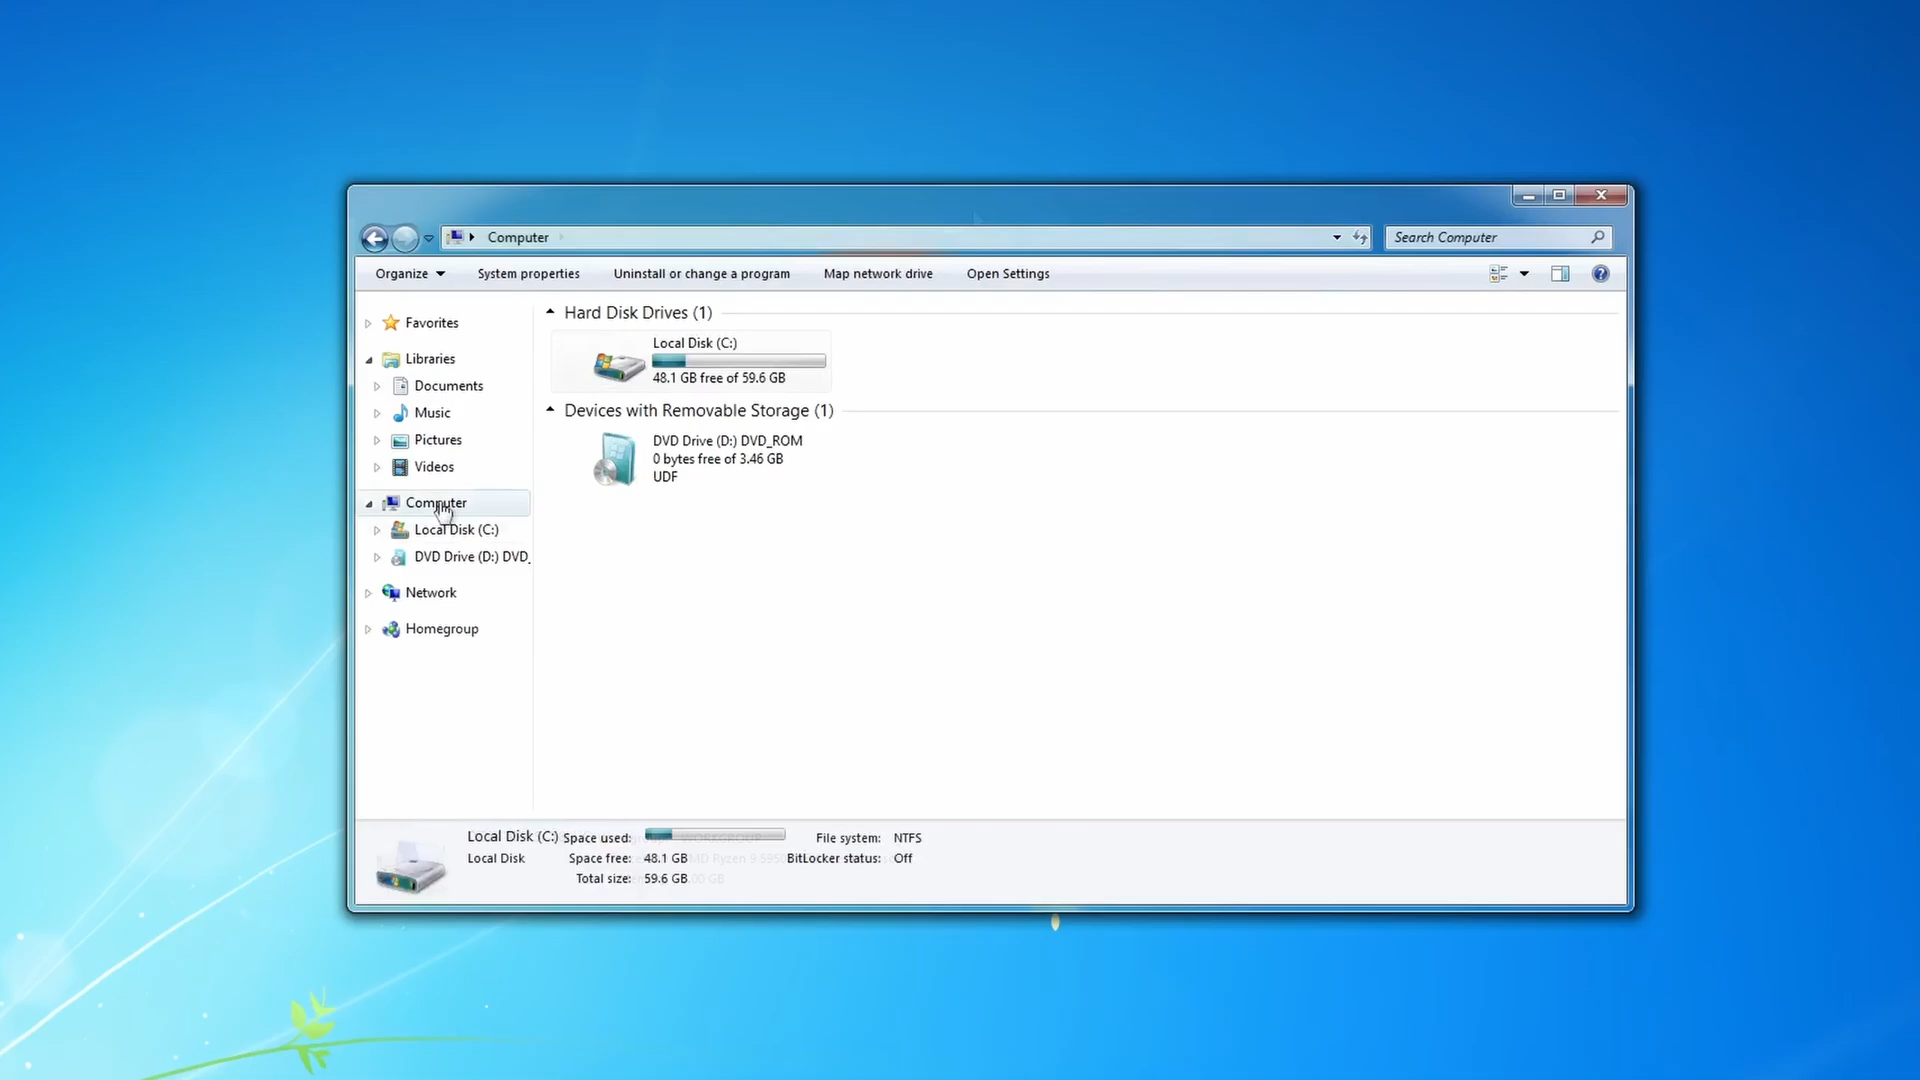 Computer
Search Computer
Organize
System properties
Uninstall or change a program
Map network drive
Open Settings
Favorites
Libraries
Documents
Music
Pictures
Videos
Computer
Local Disk (C:)
DVD Drive (D:) DVD_
Network
Homegroup
Hard Disk Drives (1)
Local Disk (C:)
48.1 GB free of 59.6 GB
Devices with Removable Storage (1)
DVD Drive (D:) DVD_ROM
0 bytes free of 3.46 GB
UDF
Local Disk (C:) Space used: WORKGROUP File system: NTFS
Local Disk Space free: 48.1 GB BitLocker status: Off
Total size: 59.6 GB